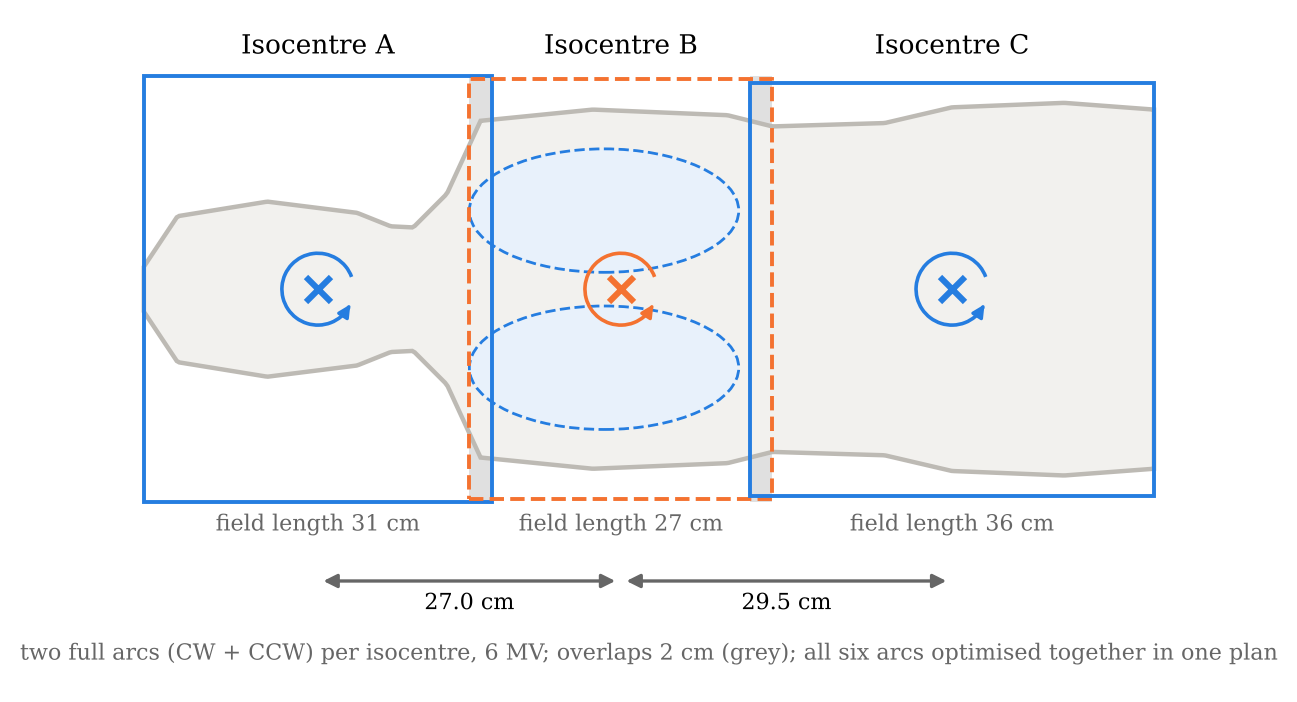 Isocentre A
Isocentre B
Isocentre C
field length 31 cm
field length 27 cm
field length 36 cm
27.0 cm
29.5 cm
two full arcs (CW + CCW) per isocentre, 6 MV; overlaps 2 cm (grey); all six arcs optimised together in one plan